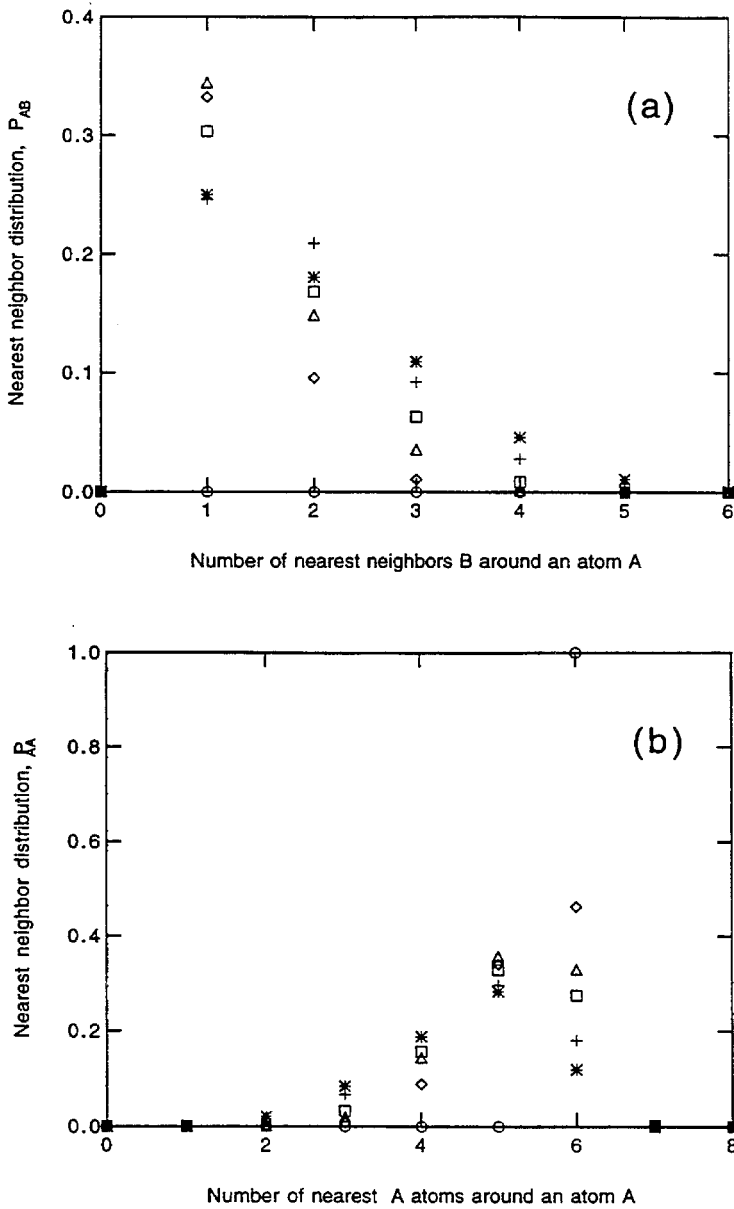 0.4
(a)
0.3
0.2
0.1
0.0
0 1 2 3 4 5 6
Nearest neighbor distribution, P_AB
Number of nearest neighbors B around an atom A
1.0
(b)
0.8
0.6
0.4
0.2
0.0
0 2 4 6 8
Nearest neighbor distribution, P_AA
Number of nearest A atoms around an atom A